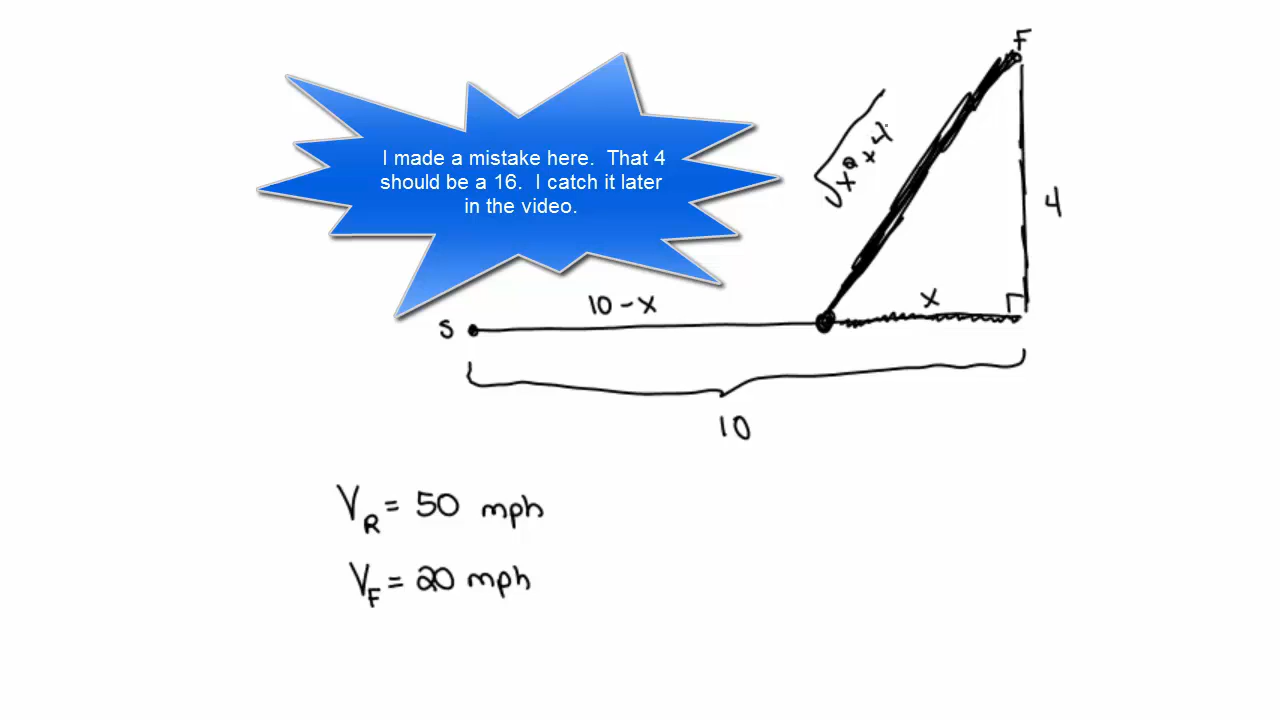 F
I made a mistake here. That 4
should be a 16. I catch it later
in the video.
√x²+4
4
10-x
x
S
10
V_R = 50 mph
V_F = 20 mph